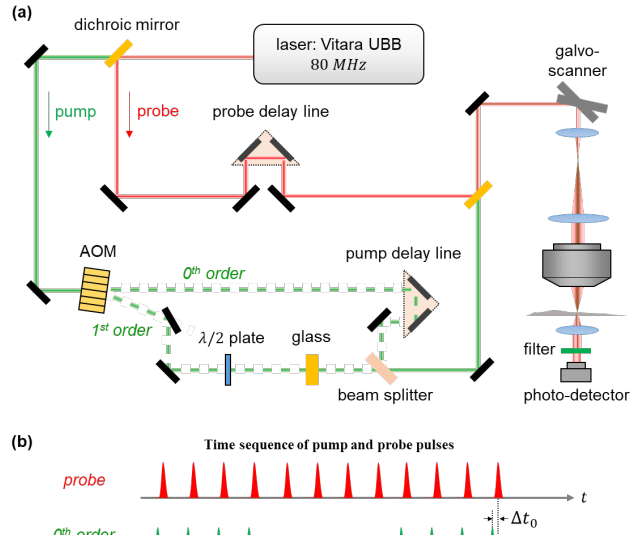 (a)
dichroic mirror
laser: Vitara UBB
80 MHz
galvo-
scanner
pump
probe
probe delay line
AOM
0th order
pump delay line
1st order
λ/2 plate
glass
filter
beam splitter
photo-detector
(b)
Time sequence of pump and probe pulses
probe
t
Δt0
0th order